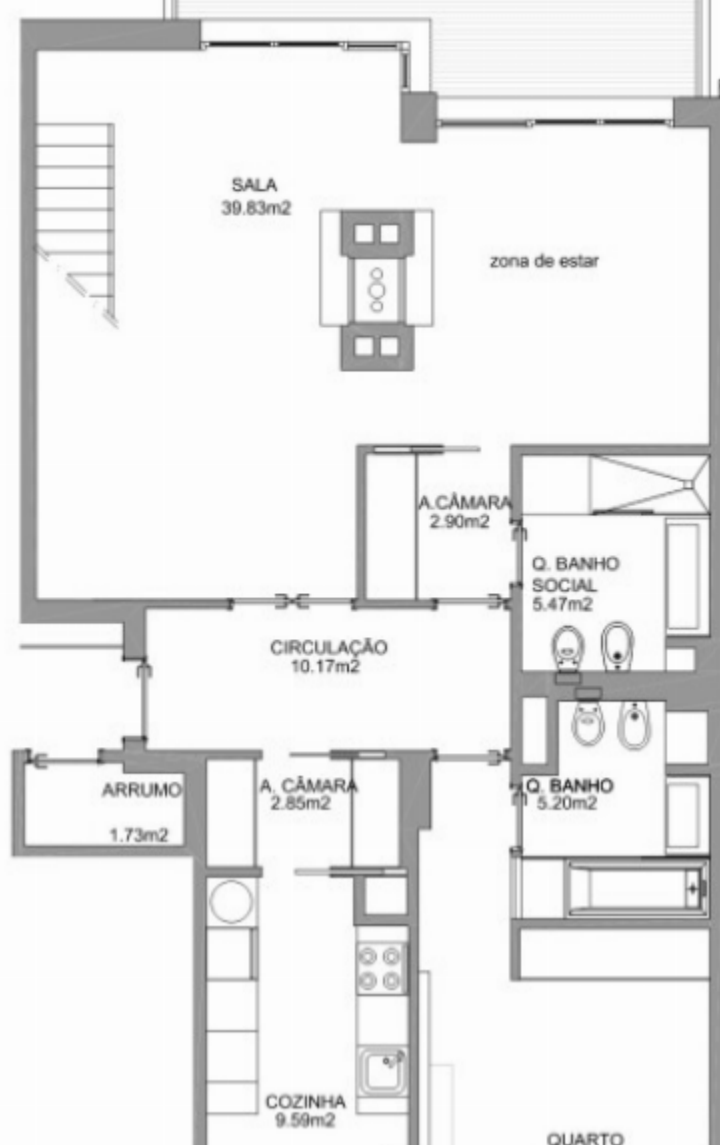 SALA
39.83m2
zona de estar
A.CÂMARA
2.90m2
Q. BANHO
SOCIAL
5.47m2
CIRCULAÇÃO
10.17m2
ARRUMO
1.73m2
A. CÂMARA
2.85m2
Q. BANHO
5.20m2
COZINHA
9.59m2
QUARTO